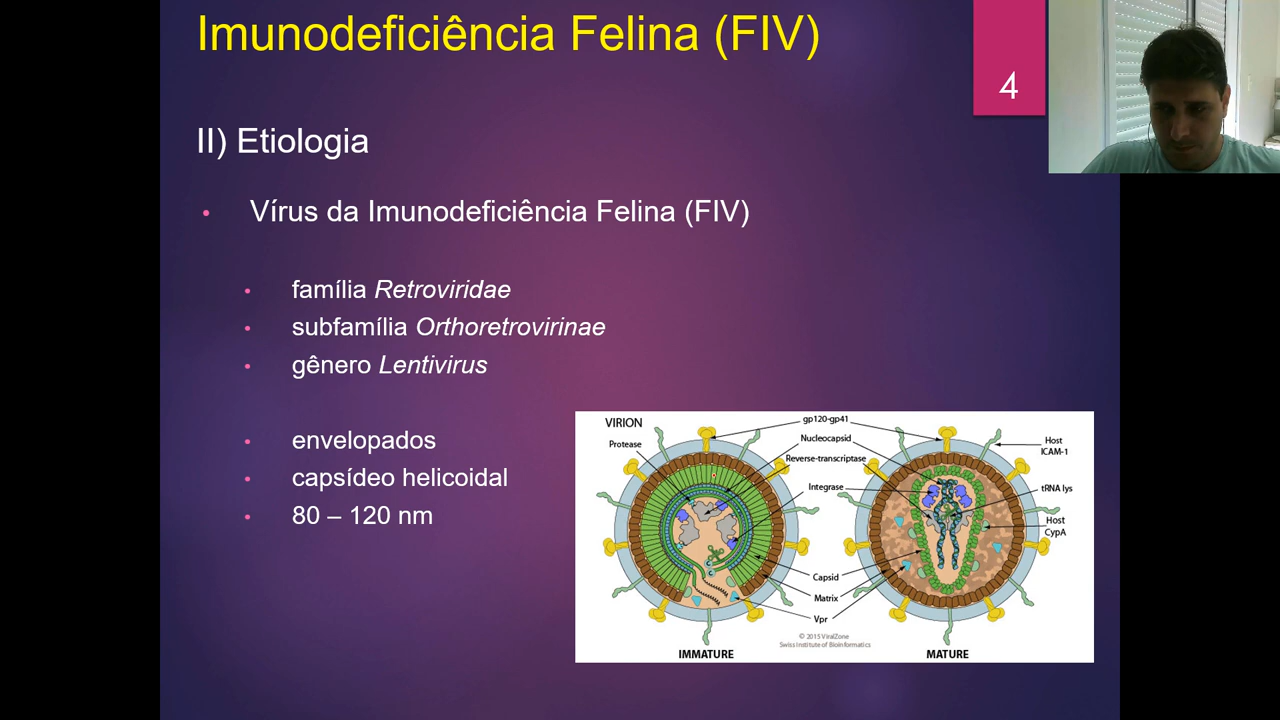 Imunodeficiência Felina (FIV)
4
II) Etiologia
• Vírus da Imunodeficiência Felina (FIV)
• família Retroviridae
• subfamília Orthoretrovirinae
• gênero Lentivirus
• envelopados
• capsídeo helicoidal
• 80 – 120 nm
VIRION
gp120-gp41
Protease
Nucleocapsid
Reverse-transcriptase
Integrase
Host
ICAM-1
tRNA lys
Host
CypA
Capsid
Matrix
Vpr
© 2015 ViralZone
Swiss Institute of Bioinformatics
IMMATURE
MATURE